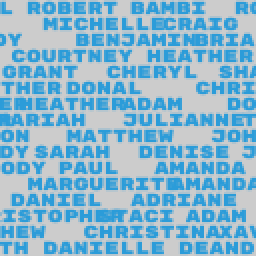 L ROBERT BAMBI RO
MICHELLE CRAIG
DY BENJAMIN BRIA
COURTNEY HEATHER
GRANT CHERYL SHA
THER DONAL CHRI
HEATHER ADAM DO
MARIAH JULIANNE T
ON MATTHEW JOH
DY SARAH DENISE J
ODY PAUL AMANDA
MARGUERITE AMANDA
DANIEL ADRIANE
ISTOPHER STACI ADAM
HEW CHRISTINA XAV
TH DANIELLE DEAND